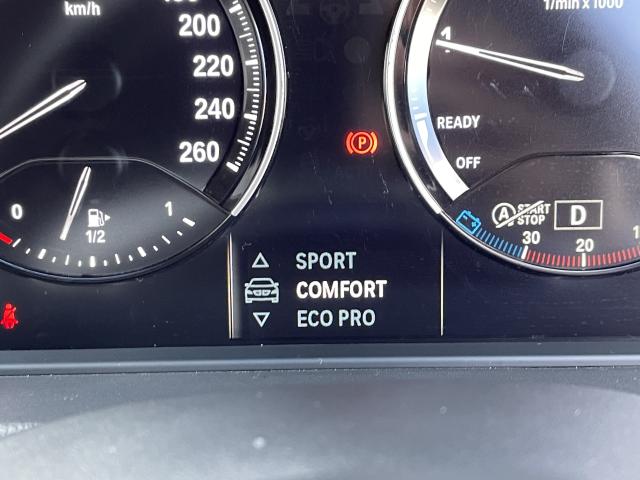 km/h
200
220
240
260
0
1/2
1
1/min x 1000
1
READY
OFF
P
A START
STOP
D
30
20
SPORT
COMFORT
ECO PRO